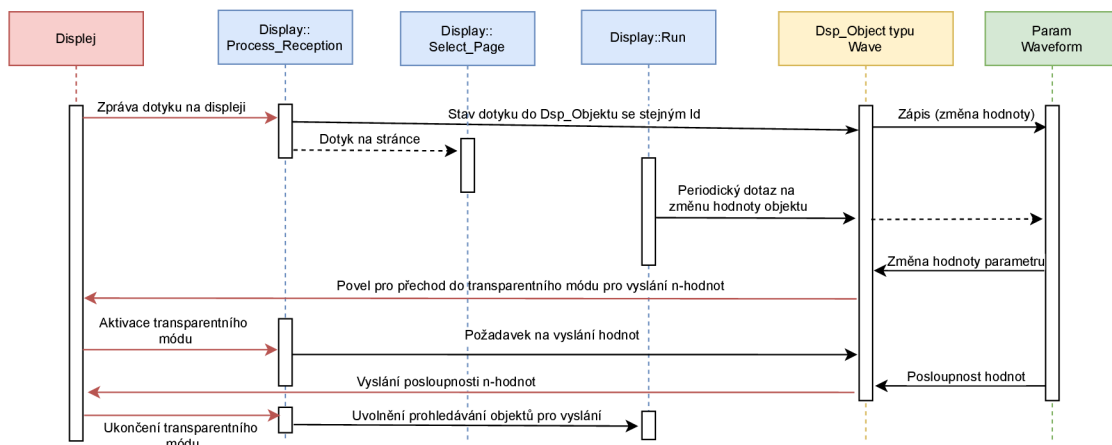 Displej
Display::
Process_Reception
Display::
Select_Page
Display::Run
Dsp_Object typu
Wave
Param
Waveform
Zpráva dotyku na displeji
Stav dotyku do Dsp_Objektu se stejným Id
Zápis (změna hodnoty)
Dotyk na stránce
Periodický dotaz na
změnu hodnoty objektu
Změna hodnoty parametru
Povel pro přechod do transparentního módu pro vyslání n-hodnot
Aktivace transparentního
módu
Požadavek na vyslání hodnot
Vyslání posloupnosti n-hodnot
Posloupnost hodnot
Uvolnění prohledávání objektů pro vyslání
Ukončení transparentního
módu